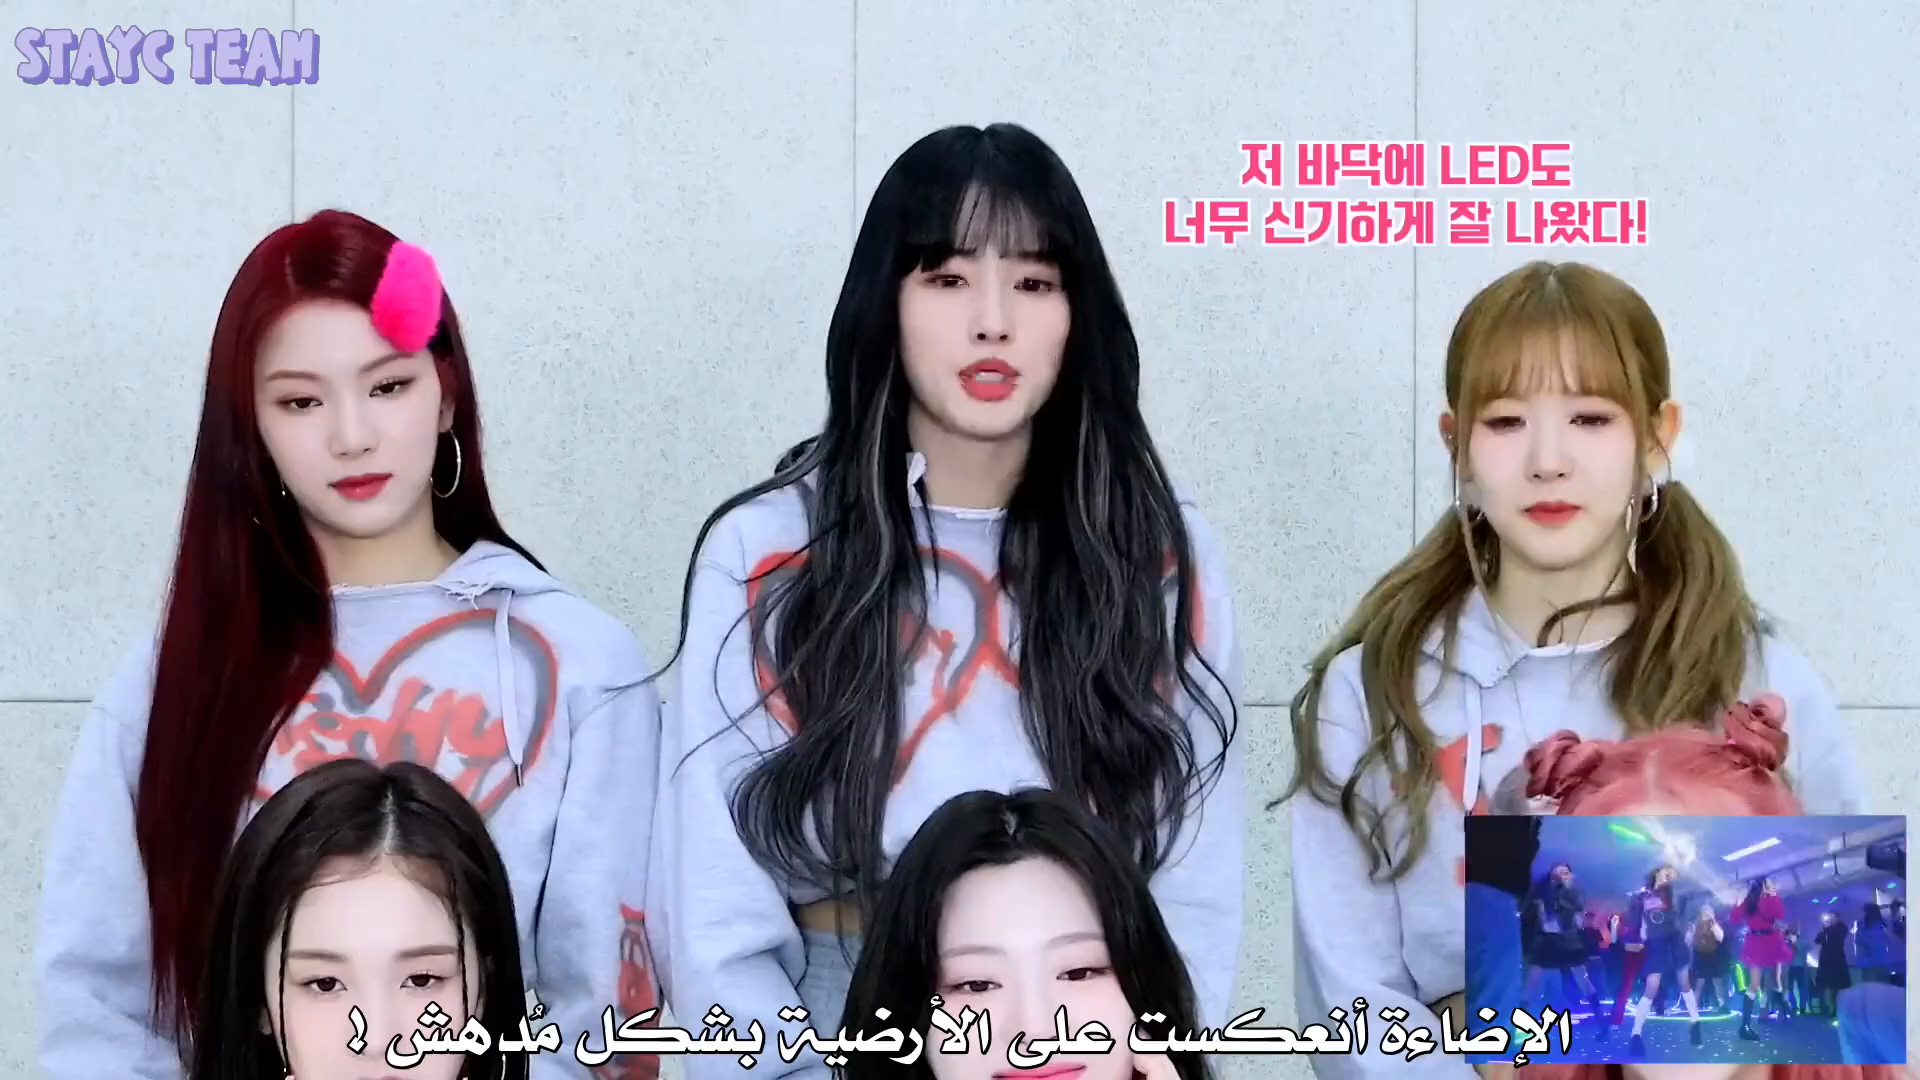 STAYC TEAM
저 바닥에 LED도
너무 신기하게 잘 나왔다!
الإضاءة أنعكست على الأرضية بشكل مُدهش !